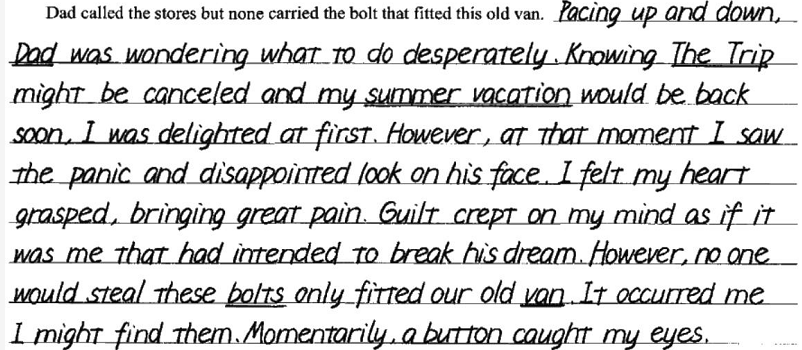 Dad called the stores but none carried the bolt that fitted this old van. Pacing up and down,
Dad was wondering what to do desperately. Knowing The Trip
might be canceled and my summer vacation would be back
soon, I was delighted at first. However, at that moment I saw
the panic and disappointed look on his face. I felt my heart
grasped, bringing great pain. Guilt crept on my mind as if it
was me that had intended to break his dream. However, no one
would steal these bolts only fitted our old van. It occurred me
I might find them. Momentarily, a button caught my eyes.